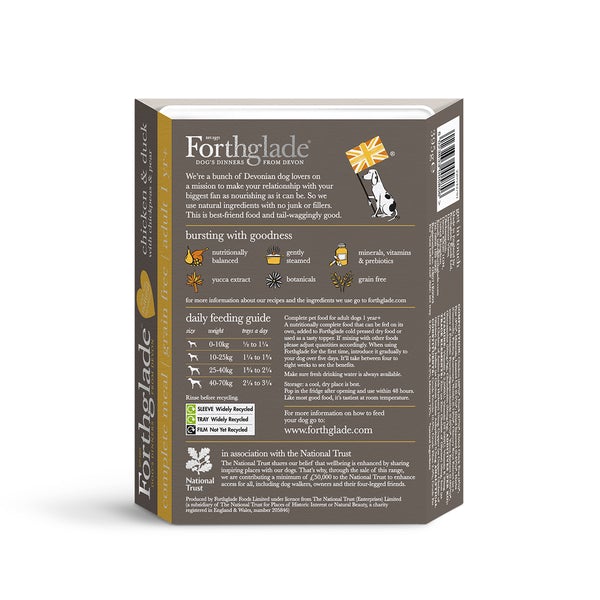 est.1971
Forthglade®
DOG'S DINNERS FROM DEVON
®
We're a bunch of Devonian dog lovers on
a mission to make your relationship with your
biggest fan as nourishing as it can be. So we
use natural ingredients with no junk or fillers.
This is best-friend food and tail-waggingly good.
bursting with goodness
nutritionally
balanced
gently
steamed
minerals, vitamins
& prebiotics
yucca extract
botanicals
grain free
for more information about our recipes and the ingredients we use go to forthglade.com
daily feeding guide
size weight trays a day
0-10kg ½ to 1¼
10-25kg 1¼ to 1¾
25-40kg 1¾ to 2¼
40-70kg 2¼ to 3¼
Rinse before recycling
SLEEVE Widely Recycled
TRAY Widely Recycled
FILM Not Yet Recycled
Complete pet food for adult dogs 1 year+
A nutritionally complete food that can be fed on its
own, added to Forthglade cold pressed dry food or
used as a tasty topper. If mixing with other foods
please adjust quantities accordingly. When using
Forthglade for the first time, introduce it gradually to
your dog over five days. It'll take between four to
eight weeks to see the benefits.
Make sure fresh drinking water is always available.
Storage: a cool, dry place is best.
Pop in the fridge after opening and use within 48 hours.
Like most good food, it's tastiest at room temperature.
For more information on how to feed
your dog go to:
www.forthglade.com
National
Trust
in association with the National Trust
The National Trust shares our belief that wellbeing is enhanced by sharing
inspiring places with our dogs. That's why, through the sale of this range, we
are contributing a minimum of £50,000 to the National Trust to enhance
access for all, including dog walkers, owners and their four-legged friends.
Produced by Forthglade Foods Limited under licence from The National Trust (Enterprises) Limited
(a subsidiary of The National Trust for Places of Historic Interest or Natural Beauty, a charity
registered in England & Wales, number 205846)
Forthglade
chicken & duck
with chickpeas & pea
complete meal | grain free | adult 1 yr+
395g e